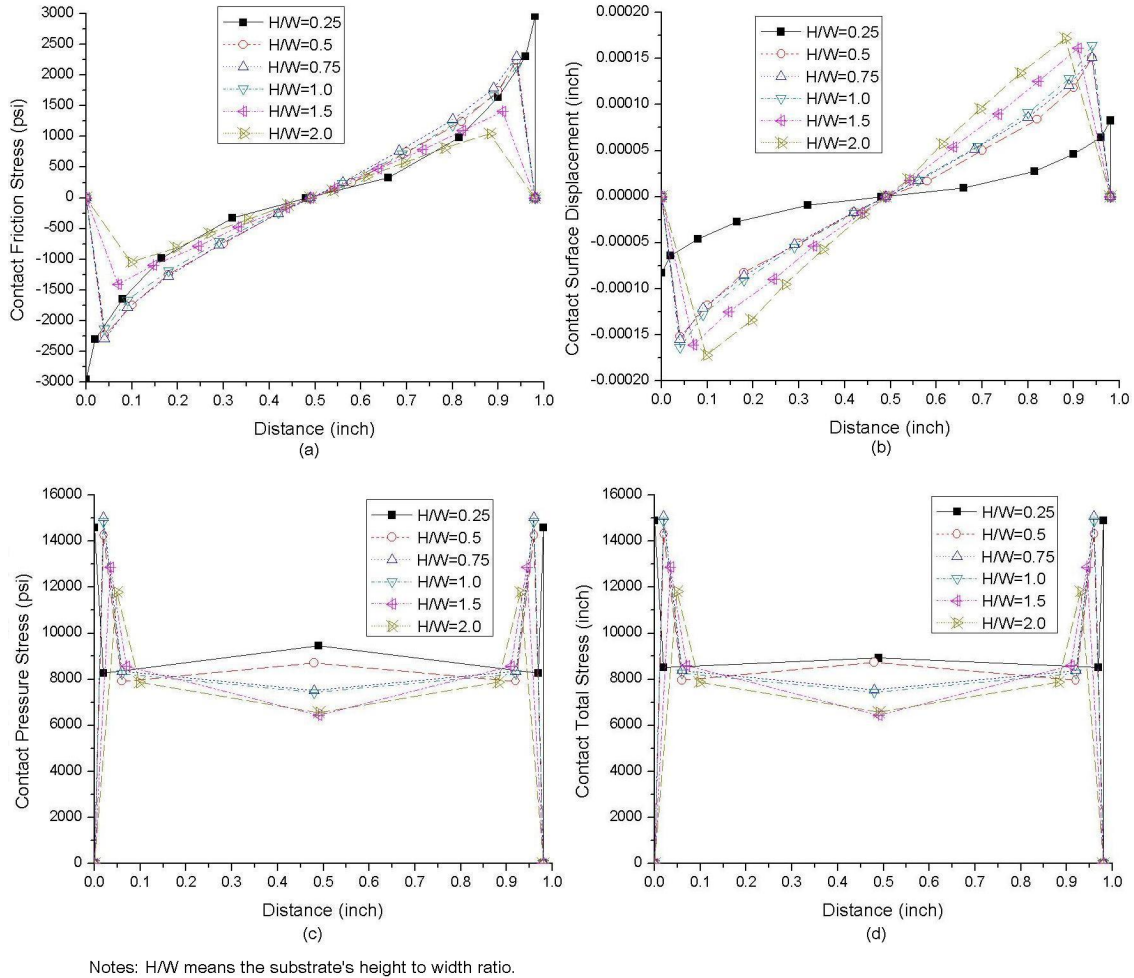 3000
2500
2000
1500
1000
500
0
-500
-1000
-1500
-2000
-2500
-3000
Contact Friction Stress (psi)
H/W=0.25
H/W=0.5
H/W=0.75
H/W=1.0
H/W=1.5
H/W=2.0
0.0 0.1 0.2 0.3 0.4 0.5 0.6 0.7 0.8 0.9 1.0
Distance (inch)
(a)
0.00020
0.00015
0.00010
0.00005
0.00000
-0.00005
-0.00010
-0.00015
-0.00020
Contact Surface Displacement (inch)
H/W=0.25
H/W=0.5
H/W=0.75
H/W=1.0
H/W=1.5
H/W=2.0
0.0 0.1 0.2 0.3 0.4 0.5 0.6 0.7 0.8 0.9 1.0
Distance (inch)
(b)
16000
14000
12000
10000
8000
6000
4000
2000
0
Contact Pressure Stress (psi)
H/W=0.25
H/W=0.5
H/W=0.75
H/W=1.0
H/W=1.5
H/W=2.0
0.0 0.1 0.2 0.3 0.4 0.5 0.6 0.7 0.8 0.9 1.0
Distance (inch)
(c)
16000
14000
12000
10000
8000
6000
4000
2000
0
Contact Total Stress (inch)
H/W=0.25
H/W=0.5
H/W=0.75
H/W=1.0
H/W=1.5
H/W=2.0
0.0 0.1 0.2 0.3 0.4 0.5 0.6 0.7 0.8 0.9 1.0
Distance (inch)
(d)
Notes: H/W means the substrate's height to width ratio.